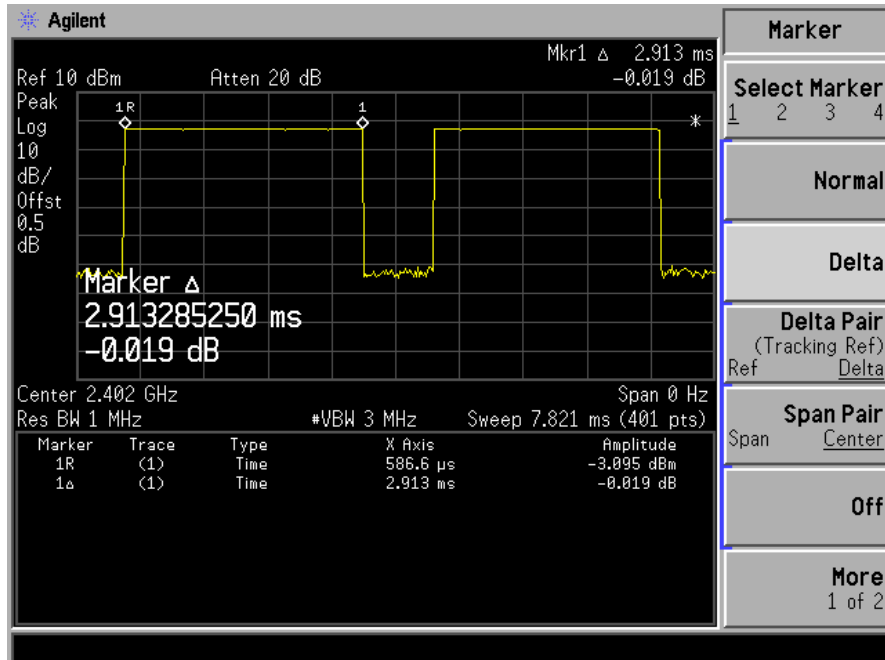 Agilent
Mkr1 Δ 2.913 ms
Ref 10 dBm Atten 20 dB -0.019 dB
Peak
Log
10
dB/
Offst
0.5
dB
1R
1
*
Marker Δ
2.913285250 ms
-0.019 dB
Center 2.402 GHz Span 0 Hz
Res BW 1 MHz #VBW 3 MHz Sweep 7.821 ms (401 pts)
Marker Trace Type X Axis Amplitude
1R (1) Time 586.6 µs -3.095 dBm
1Δ (1) Time 2.913 ms -0.019 dB
Marker
Select Marker
1 2 3 4
Normal
Delta
Delta Pair
(Tracking Ref)
Ref Delta
Span Pair
Span Center
Off
More
1 of 2